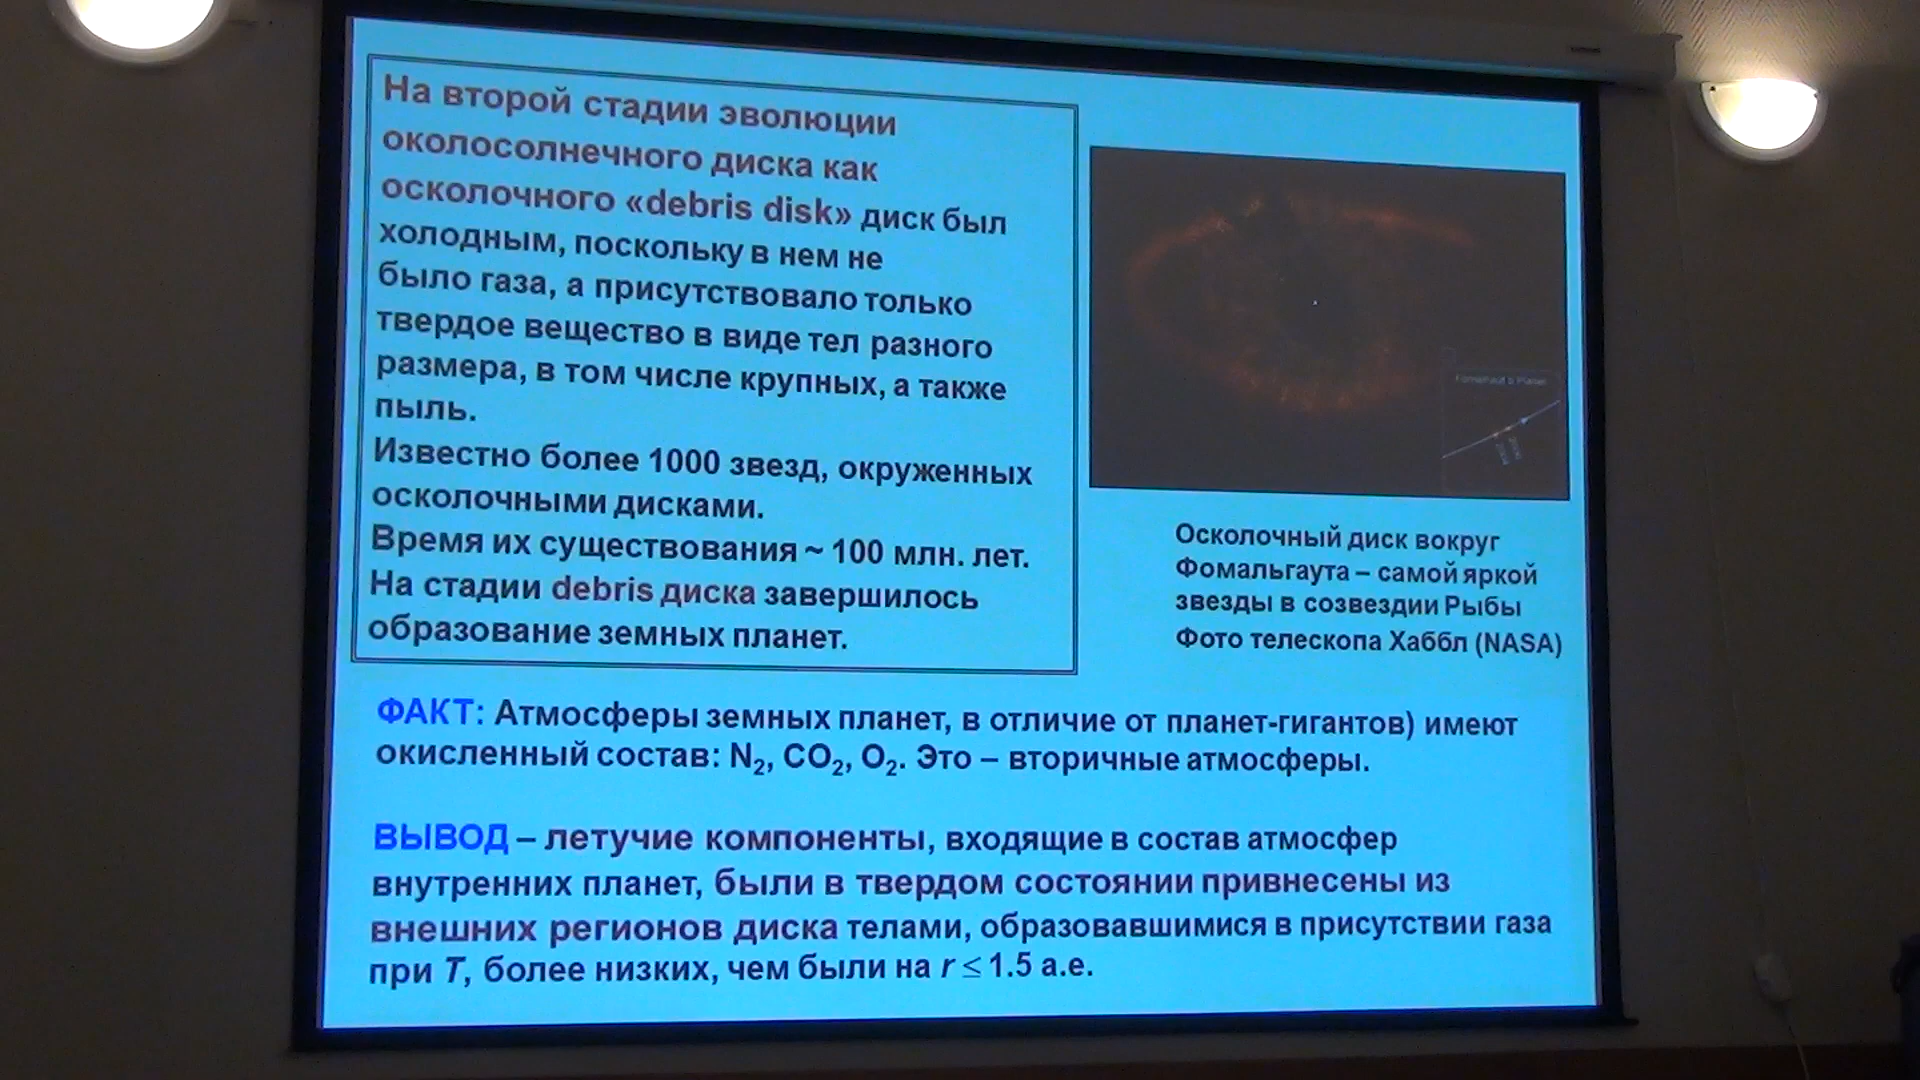 На второй стадии эволюции
околосолнечного диска как
осколочного «debris disk» диск был
холодным, поскольку в нем не
было газа, а присутствовало только
твердое вещество в виде тел разного
размера, в том числе крупных, а также
пыль.
Известно более 1000 звезд, окруженных
осколочными дисками.
Время их существования ~ 100 млн. лет.
На стадии debris диска завершилось
образование земных планет.
Fomalhaut b Planet
Осколочный диск вокруг
Фомальгаута – самой яркой
звезды в созвездии Рыбы
Фото телескопа Хаббл (NASA)
ФАКТ: Атмосферы земных планет, в отличие от планет-гигантов) имеют
окисленный состав: N₂, CO₂, O₂. Это – вторичные атмосферы.
ВЫВОД – летучие компоненты, входящие в состав атмосфер
внутренних планет, были в твердом состоянии привнесены из
внешних регионов диска телами, образовавшимися в присутствии газа
при T, более низких, чем были на r ≤ 1.5 а.е.